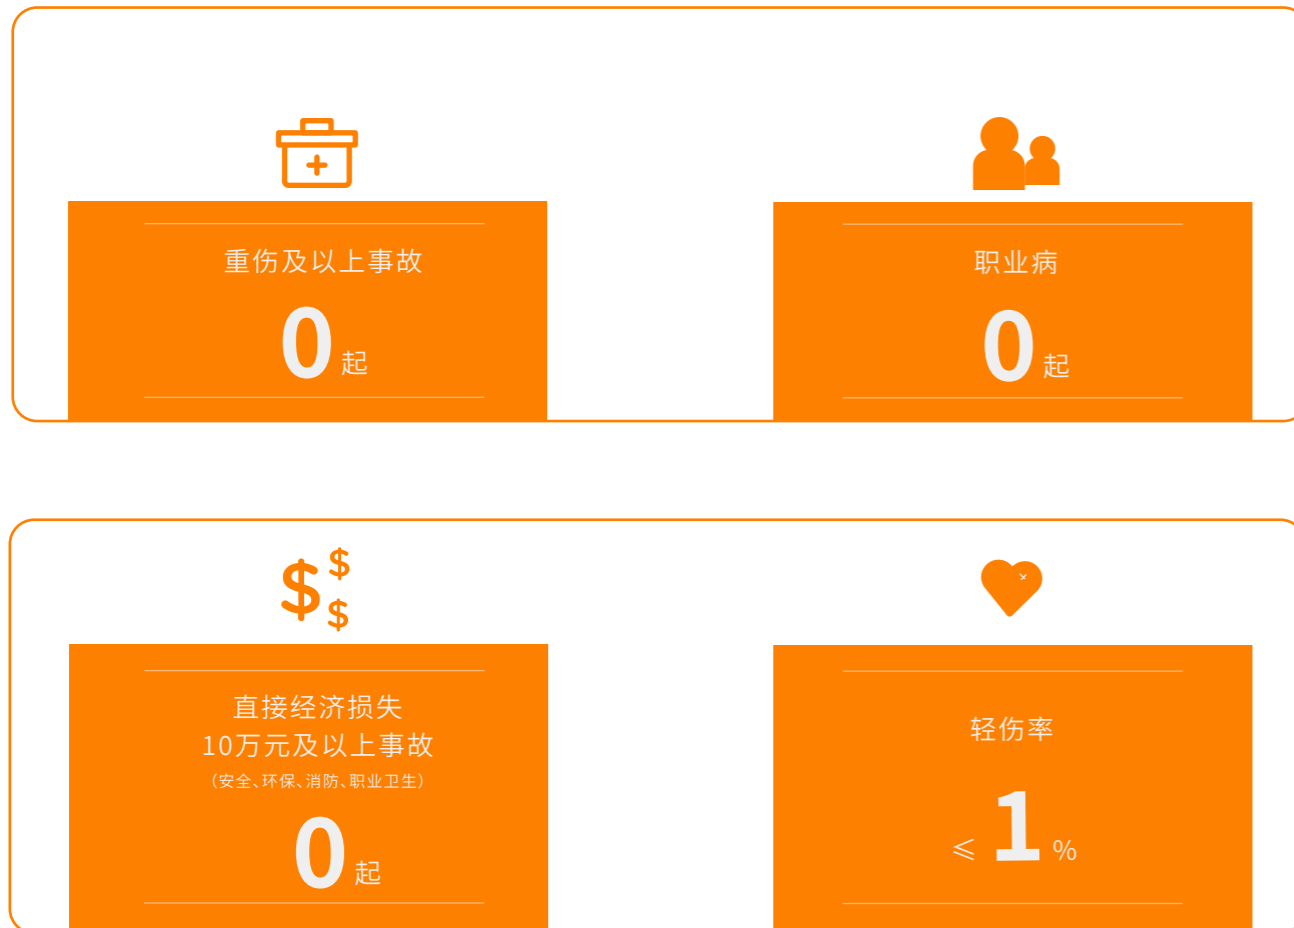 重伤及以上事故
0起
职业病
0起
直接经济损失
10万元及以上事故
（安全、环保、消防、职业卫生）
0起
轻伤率
≤1%